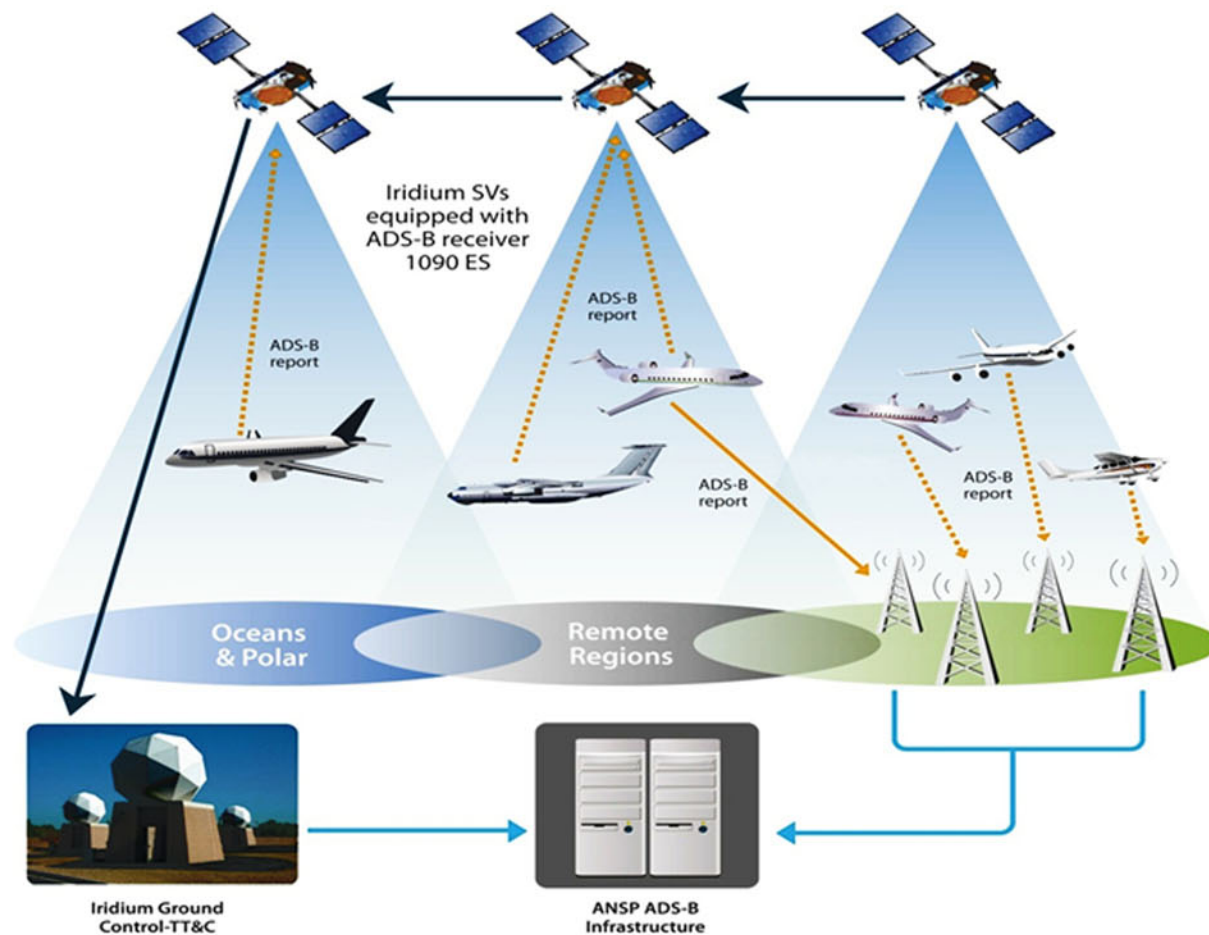 Iridium SVs
equipped with
ADS-B receiver
1090 ES
ADS-B
report
ADS-B
report
ADS-B
report
ADS-B
report
Oceans
& Polar
Remote
Regions
Iridium Ground
Control-TT&C
ANSP ADS-B
Infrastructure